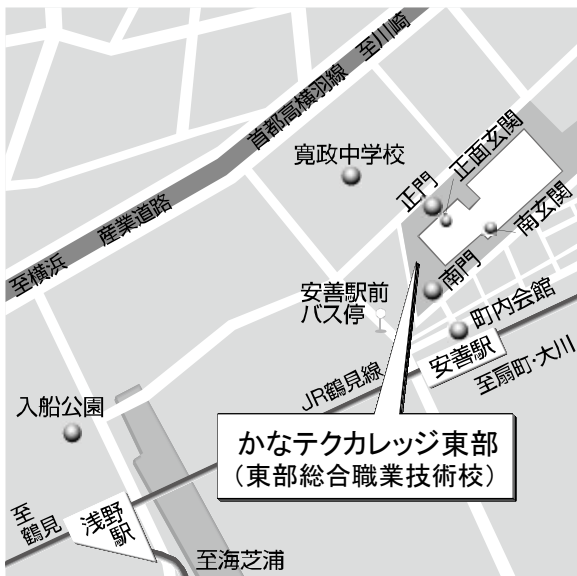 至川崎
首都高横羽線
産業道路
至横浜
寛政中学校
正門
正面玄関
南玄関
南門
安善駅前
バス停
町内会館
安善駅
JR鶴見線
至扇町・大川
入船公園
かなテクカレッジ東部
（東部総合職業技術校）
至
鶴見
浅野
駅
至海芝浦